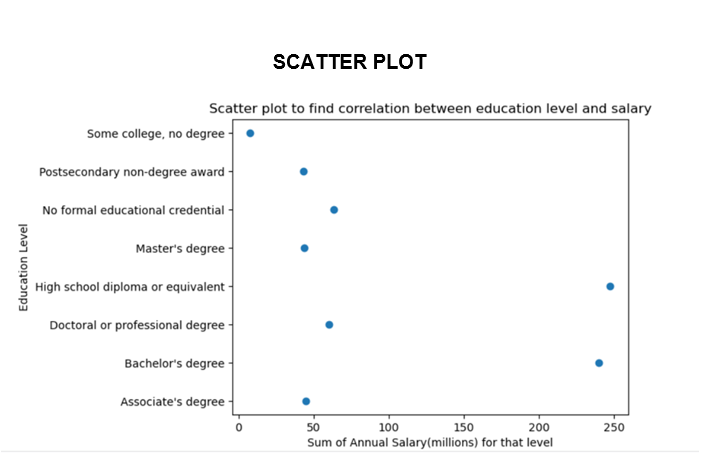 SCATTER PLOT
Scatter plot to find correlation between education level and salary
Some college, no degree
Postsecondary non-degree award
No formal educational credential
Master's degree
High school diploma or equivalent
Doctoral or professional degree
Bachelor's degree
Associate's degree
Education Level
0 50 100 150 200 250
Sum of Annual Salary(millions) for that level